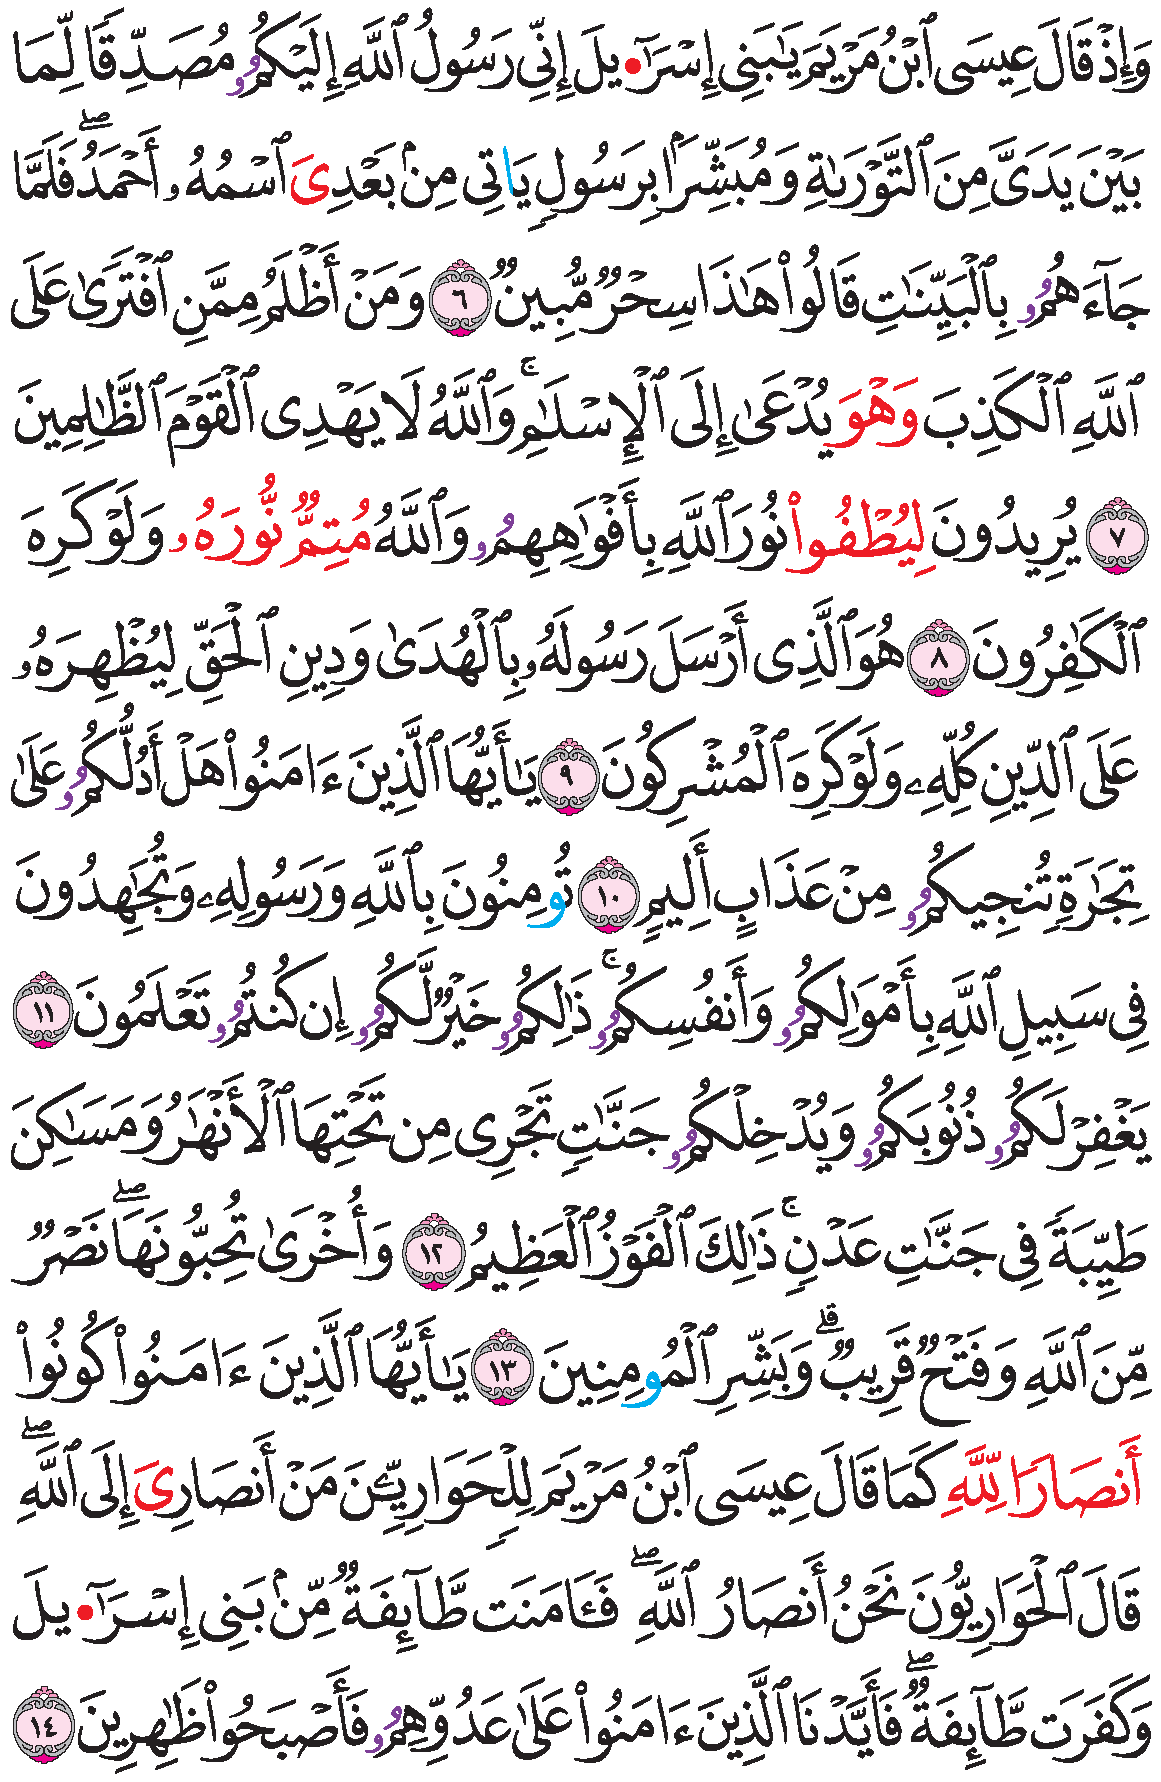 وَإِذْ قَالَ عِيسَى ٱبْنُ مَرْيَمَ يَٰبَنِى إِسْرَٰٓ•يلَ إِنِّى رَسُولُ ٱللَّهِ إِلَيْكُمُۥ مُصَدِّقًا لِّمَا
بَيْنَ يَدَىَّ مِنَ ٱلتَّوْرَىٰةِ وَمُبَشِّرَۢا بِرَسُولٍ يَاتِى مِنۢ بَعْدِىَ ٱسْمُهُۥ أَحْمَدُ ۖ فَلَمَّا
جَآءَهُمُۥ بِٱلْبَيِّنَٰتِ قَالُوا۟ هَٰذَا سِحْرٌ مُّبِينٌ ٦ وَمَنْ أَظْلَمُ مِمَّنِ ٱفْتَرَىٰ عَلَى
ٱللَّهِ ٱلْكَذِبَ وَهْوَ يُدْعَىٰ إِلَى ٱلْإِسْلَٰمِ ۚ وَٱللَّهُ لَا يَهْدِى ٱلْقَوْمَ ٱلظَّٰلِمِينَ
٧ يُرِيدُونَ لِيُطْفُوا۟ نُورَ ٱللَّهِ بِأَفْوَٰهِهِمُۥ وَٱللَّهُ مُتِمٌّ نُّورَهُۥ وَلَوْ كَرِهَ
ٱلْكَٰفِرُونَ ٨ هُوَ ٱلَّذِى أَرْسَلَ رَسُولَهُۥ بِٱلْهُدَىٰ وَدِينِ ٱلْحَقِّ لِيُظْهِرَهُۥ
عَلَى ٱلدِّينِ كُلِّهِۦ وَلَوْ كَرِهَ ٱلْمُشْرِكُونَ ٩ يَٰٓأَيُّهَا ٱلَّذِينَ ءَامَنُوا۟ هَلْ أَدُلُّكُمُۥ عَلَىٰ
تِجَٰرَةٍ تُنجِيكُمُۥ مِنْ عَذَابٍ أَلِيمٍ ١٠ تُومِنُونَ بِٱللَّهِ وَرَسُولِهِۦ وَتُجَٰهِدُونَ
فِى سَبِيلِ ٱللَّهِ بِأَمْوَٰلِكُمُۥ وَأَنفُسِكُمُۥ ۚ ذَٰلِكُمُۥ خَيْرٌ لَّكُمُۥ إِن كُنتُمُۥ تَعْلَمُونَ ١١
يَغْفِرْ لَكُمُۥ ذُنُوبَكُمُۥ وَيُدْخِلْكُمُۥ جَنَّٰتٍ تَجْرِى مِن تَحْتِهَا ٱلْأَنْهَٰرُ وَمَسَٰكِنَ
طَيِّبَةً فِى جَنَّٰتِ عَدْنٍ ۚ ذَٰلِكَ ٱلْفَوْزُ ٱلْعَظِيمُ ١٢ وَأُخْرَىٰ تُحِبُّونَهَا ۖ نَصْرٌ
مِّنَ ٱللَّهِ وَفَتْحٌ قَرِيبٌ ۗ وَبَشِّرِ ٱلْمُومِنِينَ ١٣ يَٰٓأَيُّهَا ٱلَّذِينَ ءَامَنُوا۟ كُونُوا۟
أَنصَارًا لِّلَّهِ كَمَا قَالَ عِيسَى ٱبْنُ مَرْيَمَ لِلْحَوَارِيِّۦنَ مَنْ أَنصَارِىَ إِلَى ٱللَّهِ ۖ
قَالَ ٱلْحَوَارِيُّونَ نَحْنُ أَنصَارُ ٱللَّهِ ۖ فَـَٔامَنَت طَّآئِفَةٌ مِّنۢ بَنِى إِسْرَٰٓ•يلَ
وَكَفَرَت طَّآئِفَةٌ ۖ فَأَيَّدْنَا ٱلَّذِينَ ءَامَنُوا۟ عَلَىٰ عَدُوِّهِمُۥ فَأَصْبَحُوا۟ ظَٰهِرِينَ ١٤